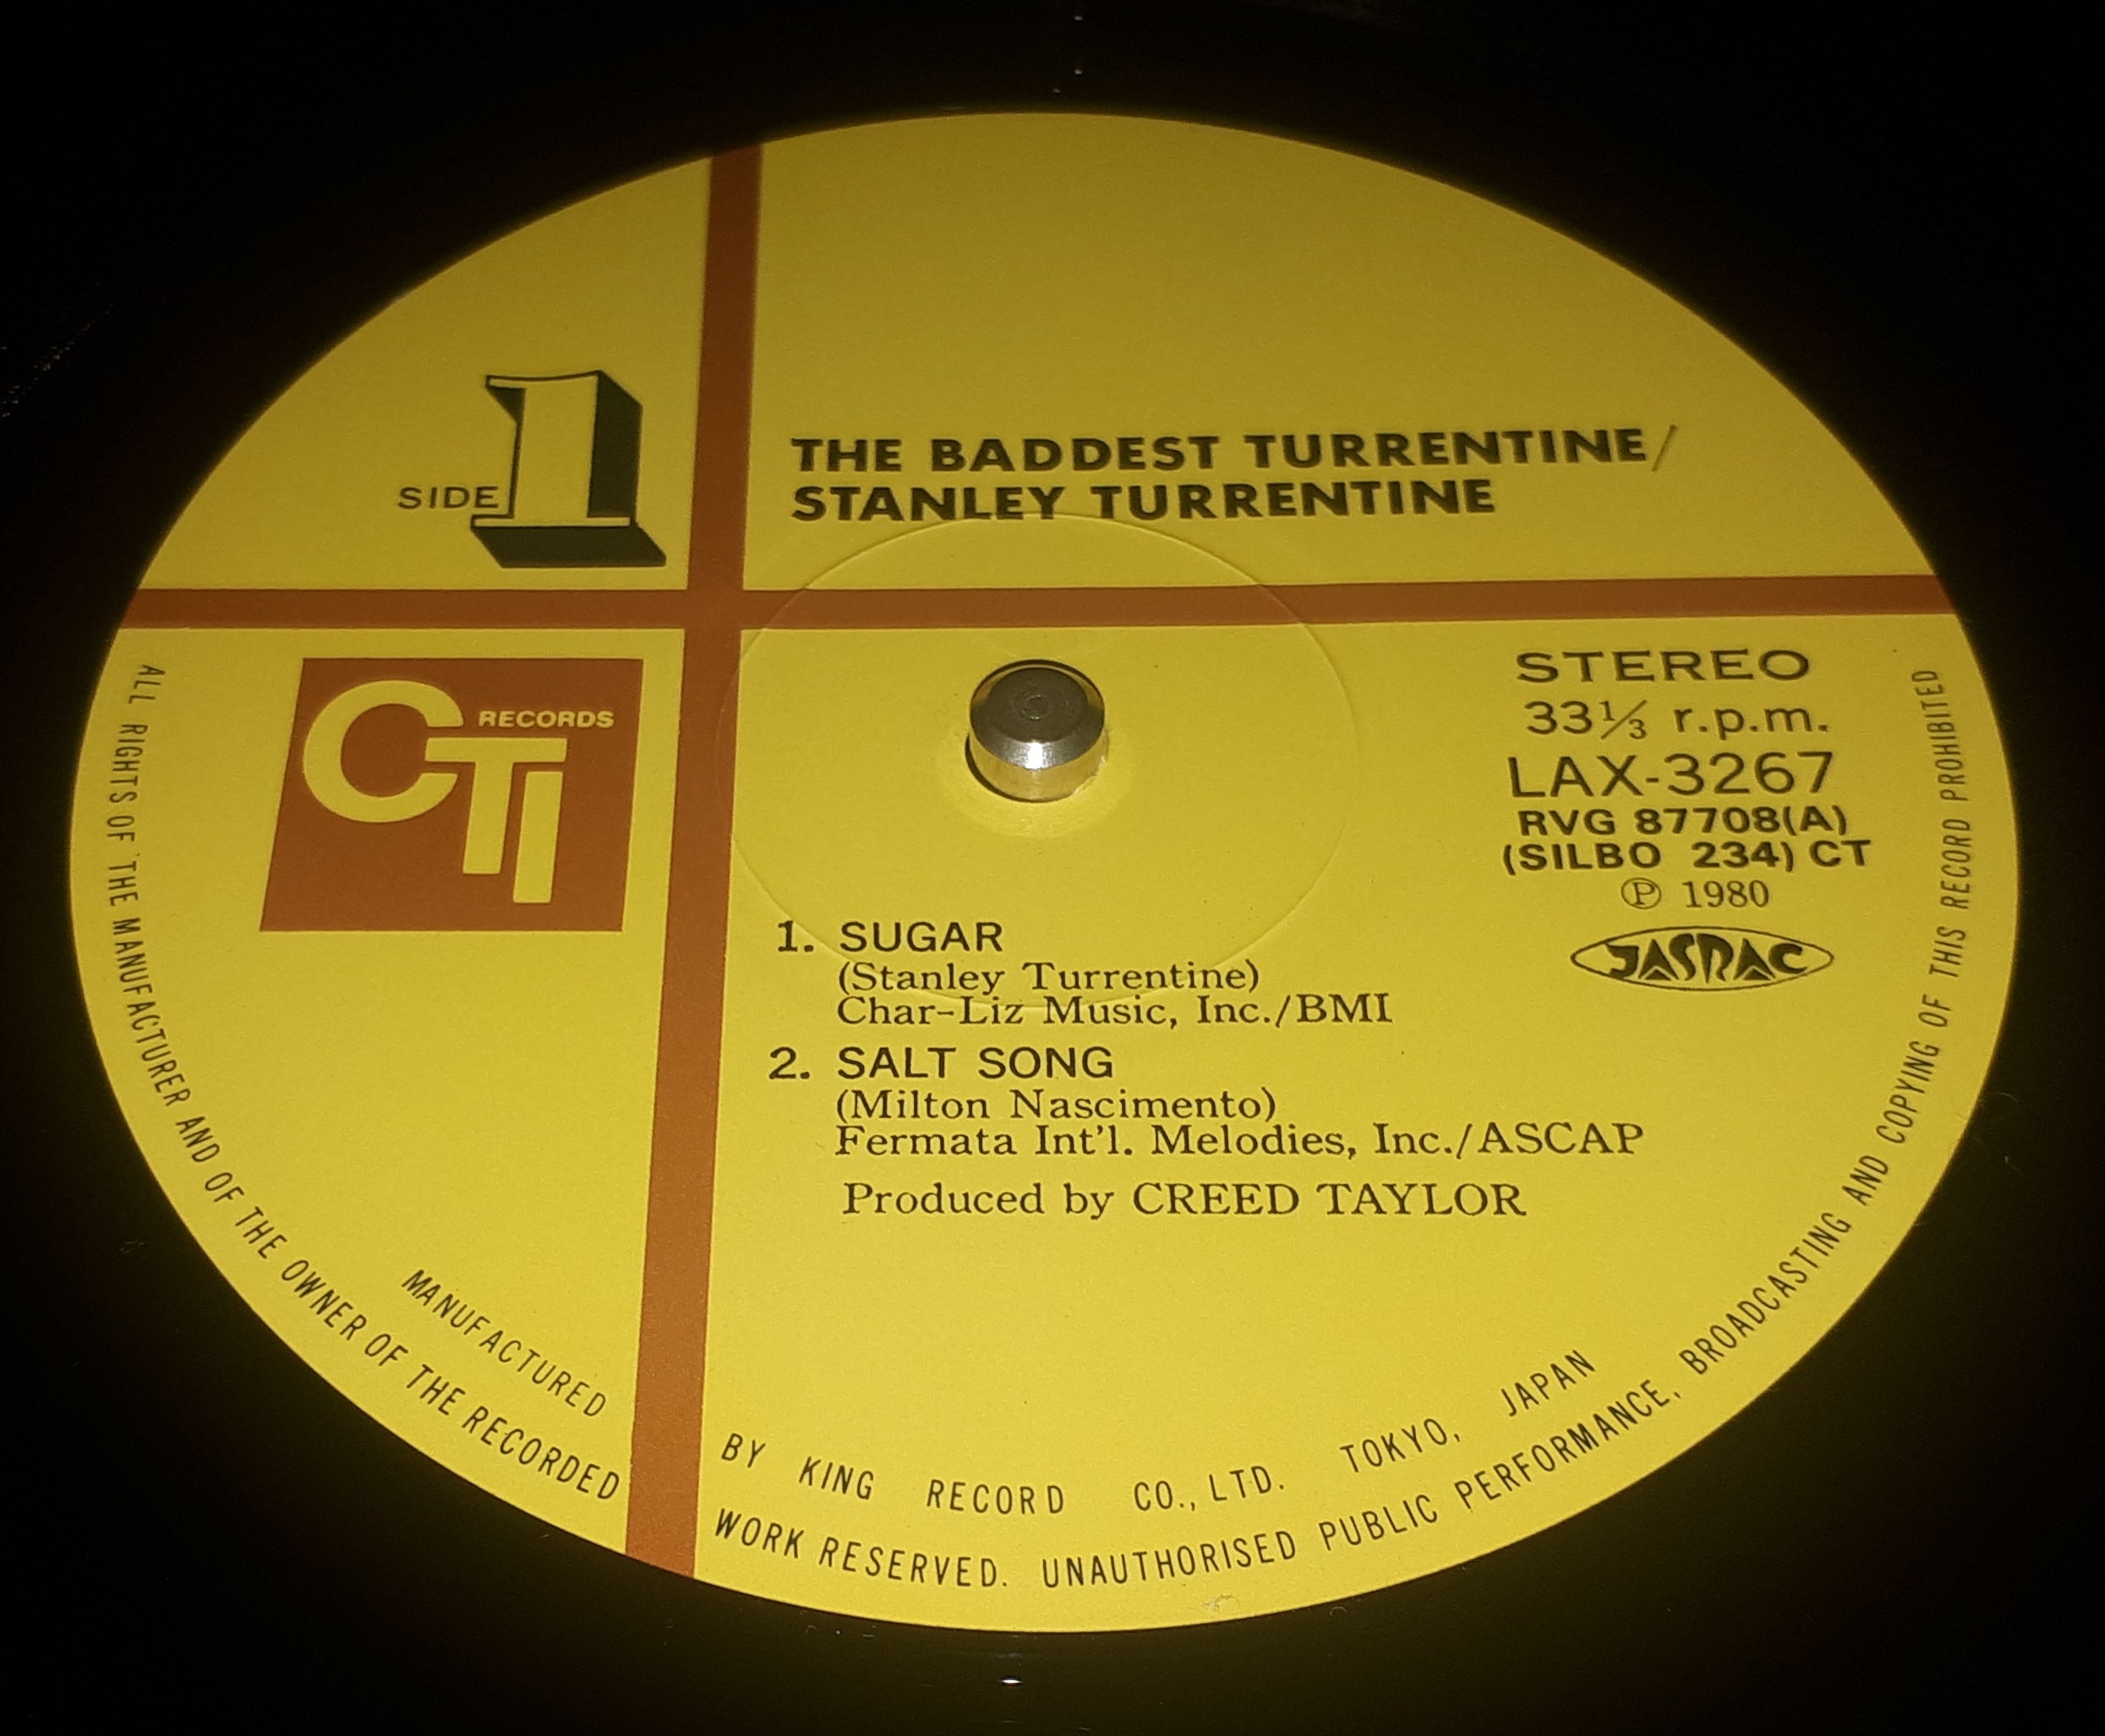 SIDE 1
THE BADDEST TURRENTINE/
STANLEY TURRENTINE
CTI RECORDS
STEREO
33⅓ r.p.m.
LAX-3267
RVG 87708(A)
(SILBO 234) CT
Ⓟ 1980
JASRAC
1. SUGAR
(Stanley Turrentine)
Char-Liz Music, Inc./BMI
2. SALT SONG
(Milton Nascimento)
Fermata Int'l. Melodies, Inc./ASCAP
Produced by CREED TAYLOR
MANUFACTURED BY KING RECORD CO., LTD. TOKYO, JAPAN
ALL RIGHTS OF THE MANUFACTURER AND OF THE OWNER OF THE RECORDED WORK RESERVED. UNAUTHORISED PUBLIC PERFORMANCE, BROADCASTING AND COPYING OF THIS RECORD PROHIBITED